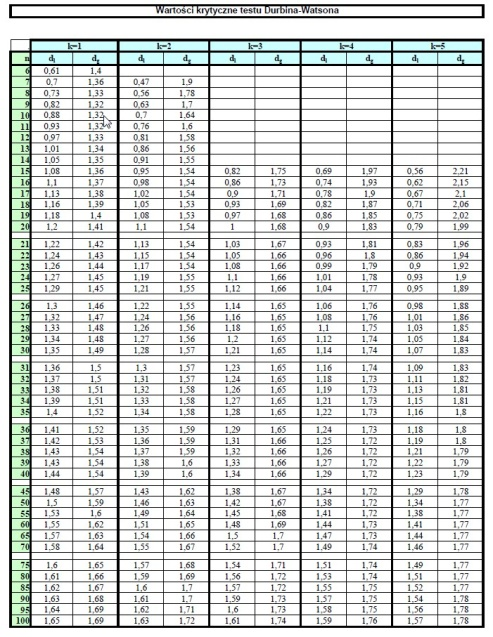 Wartości krytyczne testu Durbina-Watsona
k=1 k=2 k=3 k=4 k=5
n dl dg dl dg dl dg dl dg dl dg
6 0,61 1,4
7 0,7 1,36 0,47 1,9
8 0,73 1,33 0,56 1,78
9 0,82 1,32 0,63 1,7
10 0,88 1,32 0,7 1,64
11 0,93 1,32 0,76 1,6
12 0,97 1,33 0,81 1,58
13 1,01 1,34 0,86 1,56
14 1,05 1,35 0,91 1,55
15 1,08 1,36 0,95 1,54 0,82 1,75 0,69 1,97 0,56 2,21
16 1,1 1,37 0,98 1,54 0,86 1,73 0,74 1,93 0,62 2,15
17 1,13 1,38 1,02 1,54 0,9 1,71 0,78 1,9 0,67 2,1
18 1,16 1,39 1,05 1,53 0,93 1,69 0,82 1,87 0,71 2,06
19 1,18 1,4 1,08 1,53 0,97 1,68 0,86 1,85 0,75 2,02
20 1,2 1,41 1,1 1,54 1 1,68 0,9 1,83 0,79 1,99
21 1,22 1,42 1,13 1,54 1,03 1,67 0,93 1,81 0,83 1,96
22 1,24 1,43 1,15 1,54 1,05 1,66 0,96 1,8 0,86 1,94
23 1,26 1,44 1,17 1,54 1,08 1,66 0,99 1,79 0,9 1,92
24 1,27 1,45 1,19 1,55 1,1 1,66 1,01 1,78 0,93 1,9
25 1,29 1,45 1,21 1,55 1,12 1,66 1,04 1,77 0,95 1,89
26 1,3 1,46 1,22 1,55 1,14 1,65 1,06 1,76 0,98 1,88
27 1,32 1,47 1,24 1,56 1,16 1,65 1,08 1,76 1,01 1,86
28 1,33 1,48 1,26 1,56 1,18 1,65 1,1 1,75 1,03 1,85
29 1,34 1,48 1,27 1,56 1,2 1,65 1,12 1,74 1,05 1,84
30 1,35 1,49 1,28 1,57 1,21 1,65 1,14 1,74 1,07 1,83
31 1,36 1,5 1,3 1,57 1,23 1,65 1,16 1,74 1,09 1,83
32 1,37 1,5 1,31 1,57 1,24 1,65 1,18 1,73 1,11 1,82
33 1,38 1,51 1,32 1,58 1,26 1,65 1,19 1,73 1,13 1,81
34 1,39 1,51 1,33 1,58 1,27 1,65 1,21 1,73 1,15 1,81
35 1,4 1,52 1,34 1,58 1,28 1,65 1,22 1,73 1,16 1,8
36 1,41 1,52 1,35 1,59 1,29 1,65 1,24 1,73 1,18 1,8
37 1,42 1,53 1,36 1,59 1,31 1,66 1,25 1,72 1,19 1,8
38 1,43 1,54 1,37 1,59 1,32 1,66 1,26 1,72 1,21 1,79
39 1,43 1,54 1,38 1,6 1,33 1,66 1,27 1,72 1,22 1,79
40 1,44 1,54 1,39 1,6 1,34 1,66 1,29 1,72 1,23 1,79
45 1,48 1,57 1,43 1,62 1,38 1,67 1,34 1,72 1,29 1,78
50 1,5 1,59 1,46 1,63 1,42 1,67 1,38 1,72 1,34 1,77
55 1,53 1,6 1,49 1,64 1,45 1,68 1,41 1,72 1,38 1,77
60 1,55 1,62 1,51 1,65 1,48 1,69 1,44 1,73 1,41 1,77
65 1,57 1,63 1,54 1,66 1,5 1,7 1,47 1,73 1,44 1,77
70 1,58 1,64 1,55 1,67 1,52 1,7 1,49 1,74 1,46 1,77
75 1,6 1,65 1,57 1,68 1,54 1,71 1,51 1,74 1,49 1,77
80 1,61 1,66 1,59 1,69 1,56 1,72 1,53 1,74 1,51 1,77
85 1,62 1,67 1,6 1,7 1,57 1,72 1,55 1,75 1,52 1,77
90 1,63 1,68 1,61 1,7 1,59 1,73 1,57 1,75 1,54 1,78
95 1,64 1,69 1,62 1,71 1,6 1,73 1,58 1,75 1,56 1,78
100 1,65 1,69 1,63 1,72 1,61 1,74 1,59 1,76 1,57 1,78